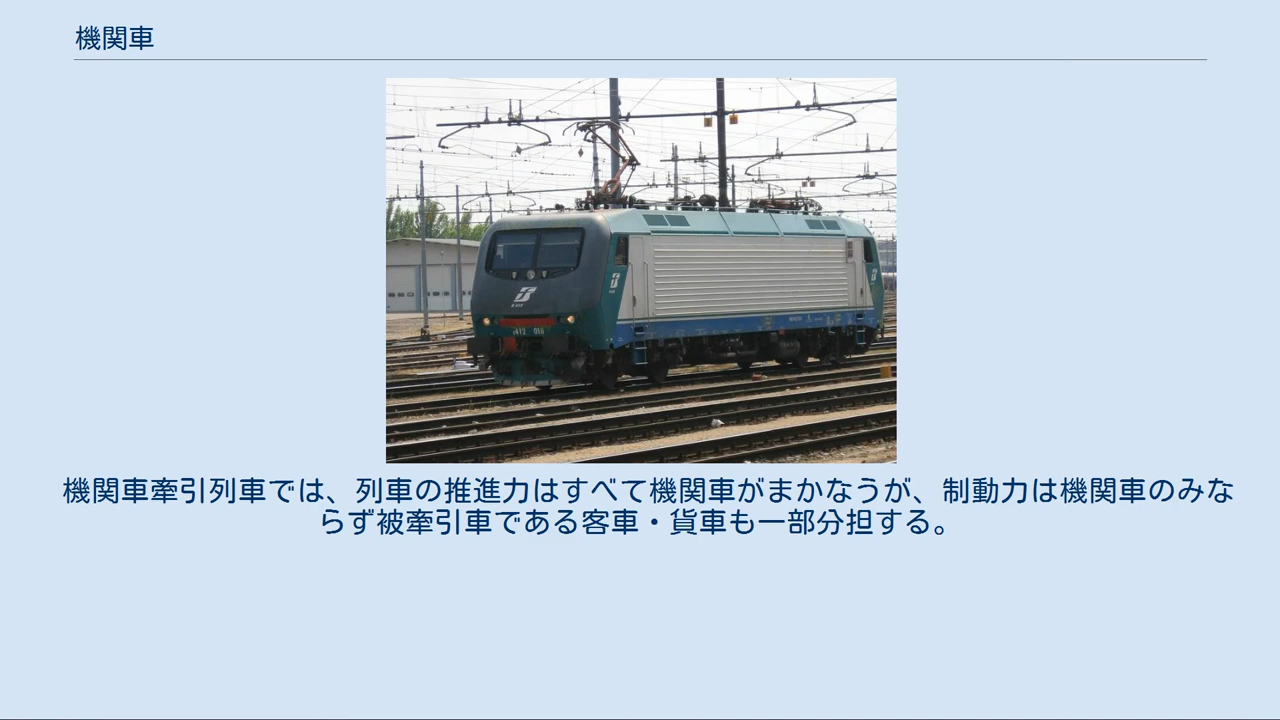 機関車
機関車牽引列車では、列車の推進力はすべて機関車がまかなうが、制動力は機関車のみな
らず被牽引車である客車・貨車も一部分担する。